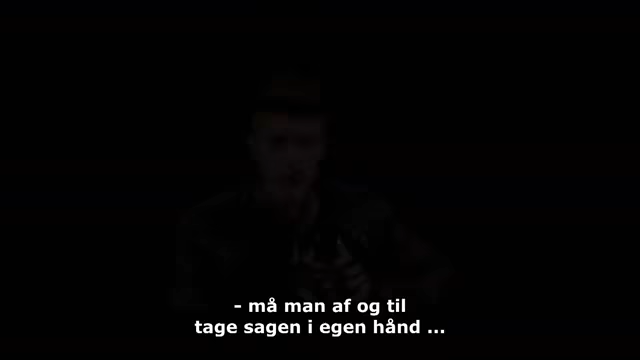 - må man af og til
tage sagen i egen hånd ...